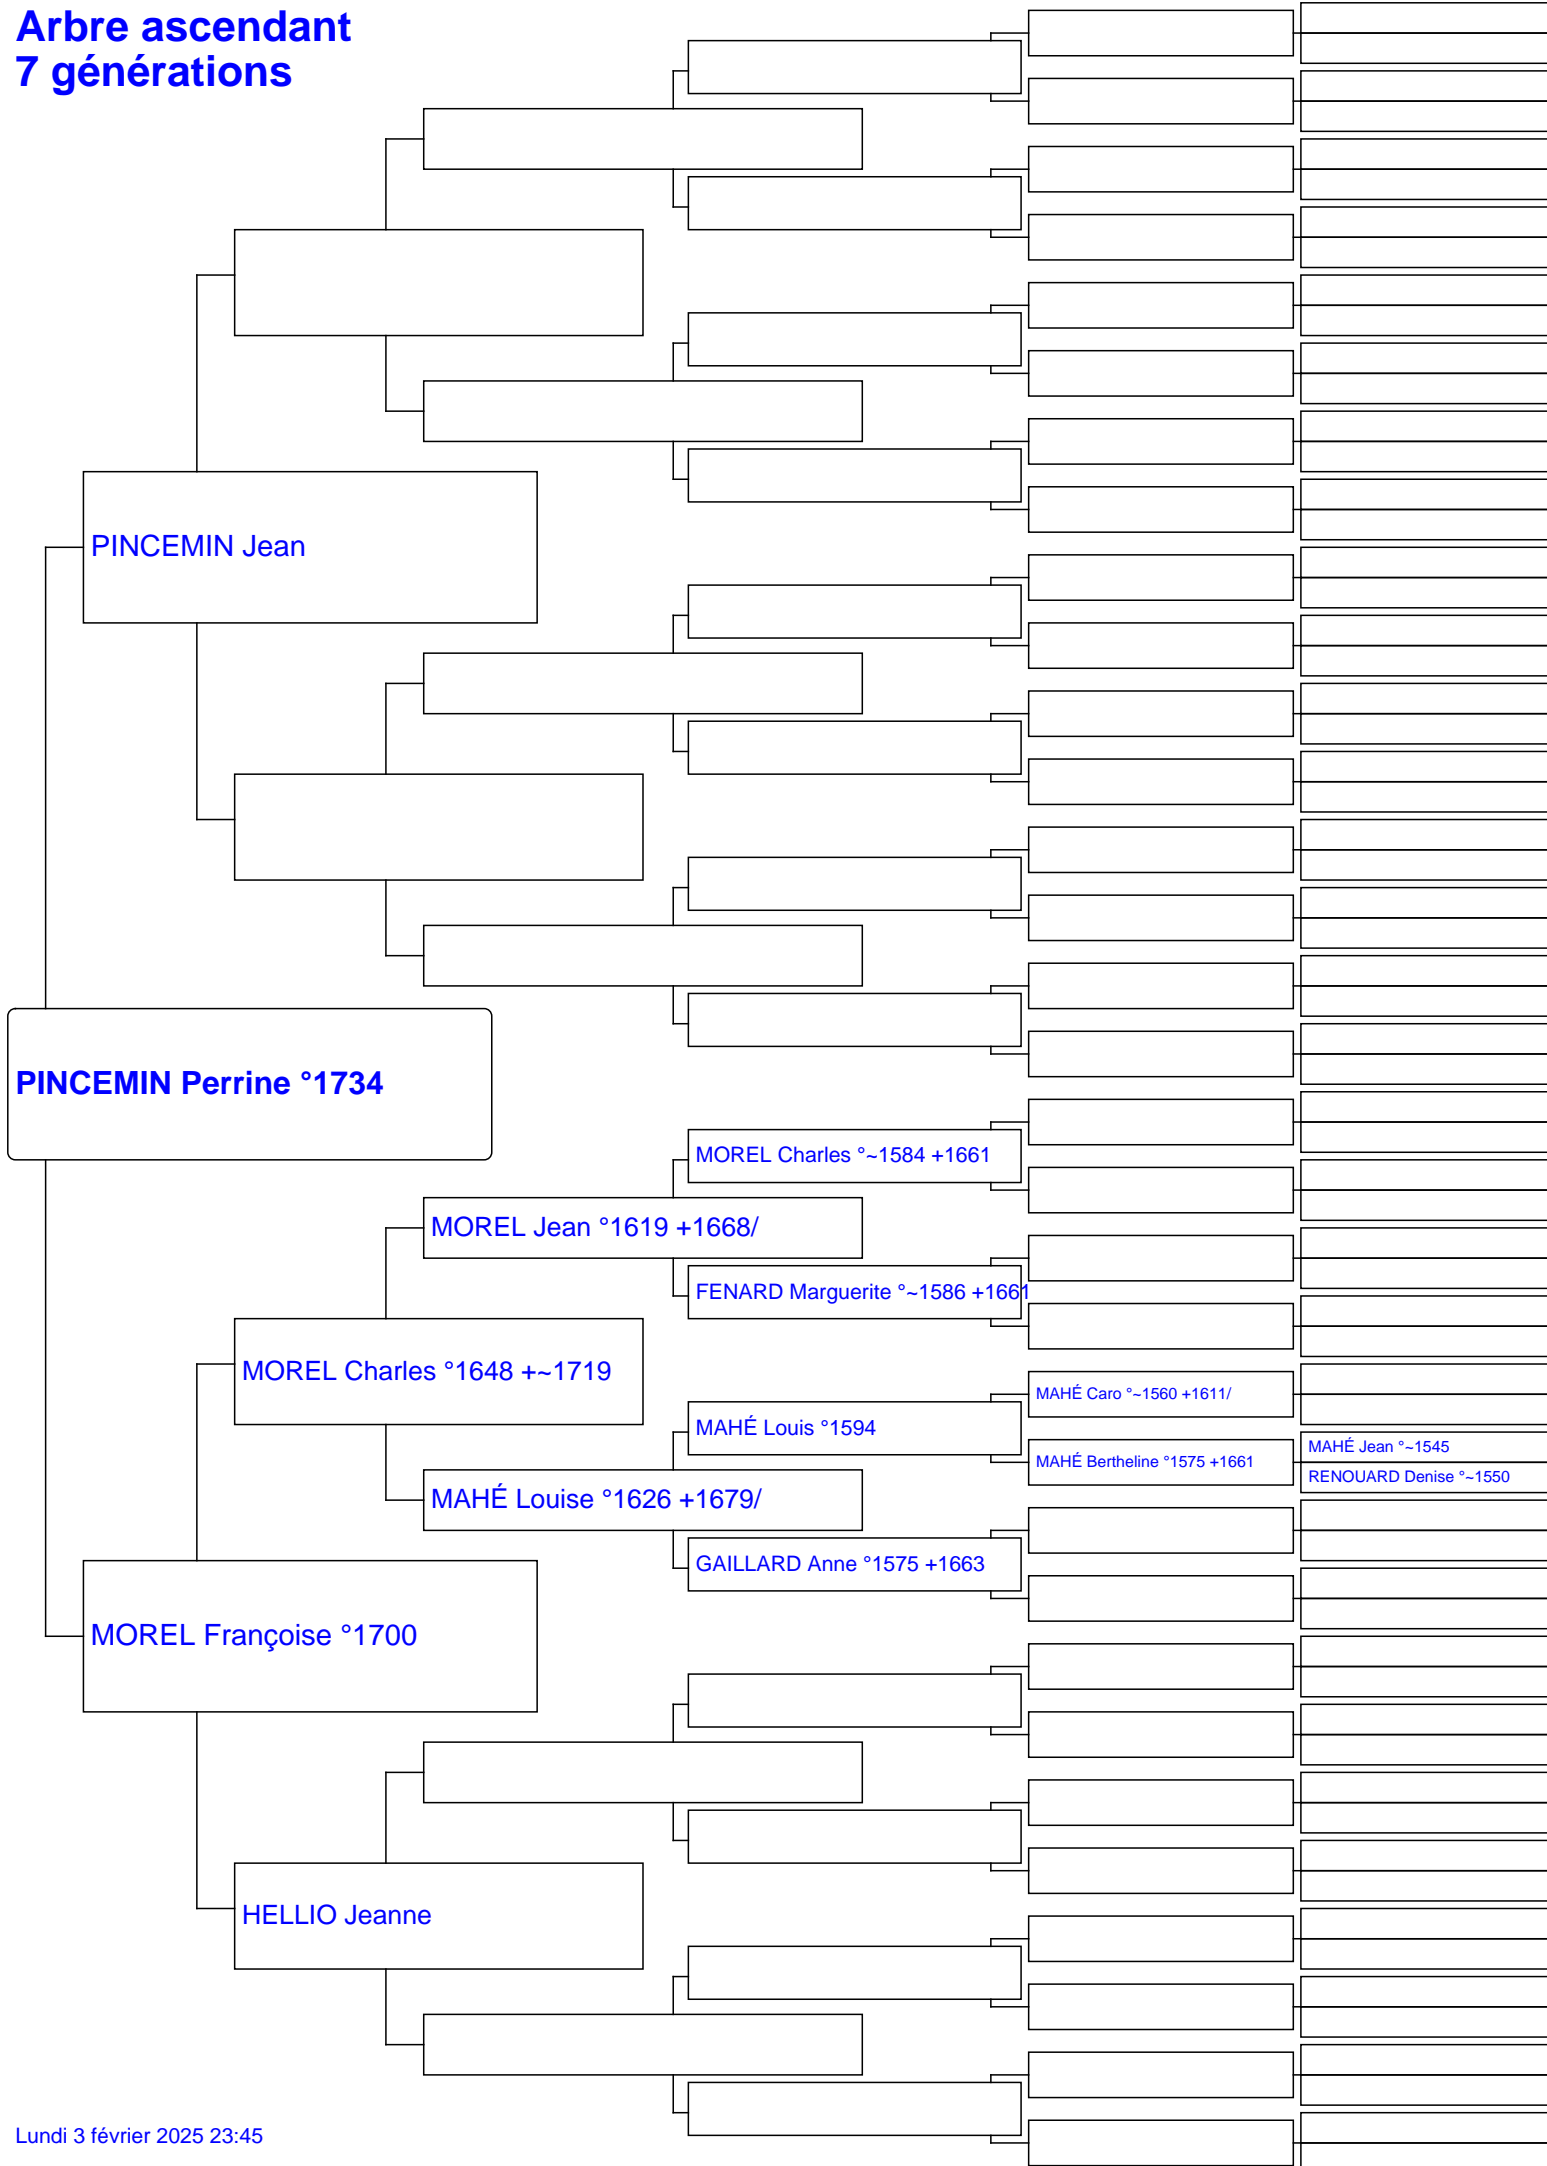 Arbre ascendant
7 générations
PINCEMIN Jean
PINCEMIN Perrine °1734
MOREL Charles °~1584 +1661
MOREL Jean °1619 +1668/
FENARD Marguerite °~1586 +1661
MOREL Charles °1648 +~1719
MAHÉ Caro °~1560 +1611/
MAHÉ Louis °1594
MAHÉ Jean °~1545
MAHÉ Bertheline °1575 +1661
RENOUARD Denise °~1550
MAHÉ Louise °1626 +1679/
GAILLARD Anne °1575 +1663
MOREL Françoise °1700
HELLIO Jeanne
Lundi 3 février 2025 23:45